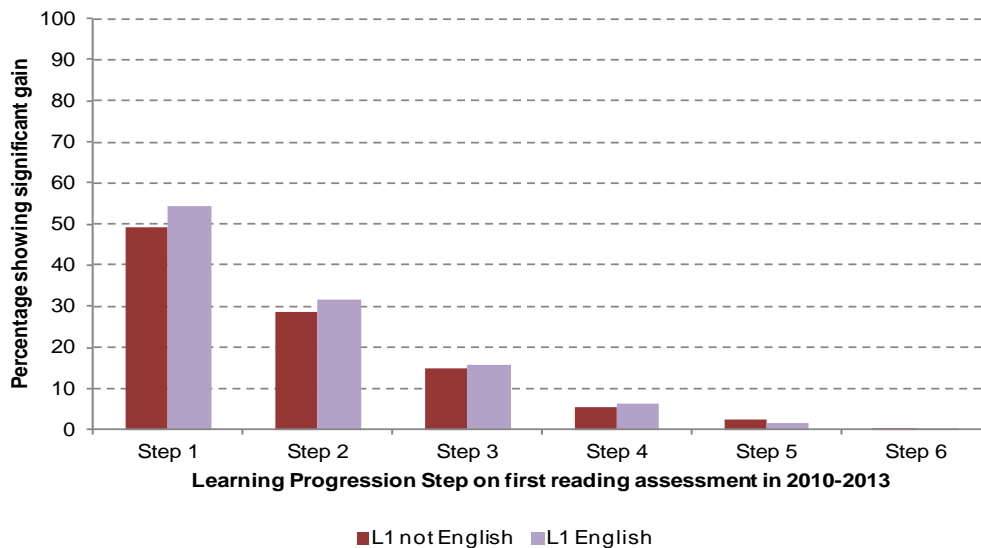 100
90
80
70
60
50
40
30
20
10
0
Percentage showing significant gain
Step 1 Step 2 Step 3 Step 4 Step 5 Step 6
Learning Progression Step on first reading assessment in 2010-2013
L1 not English L1 English